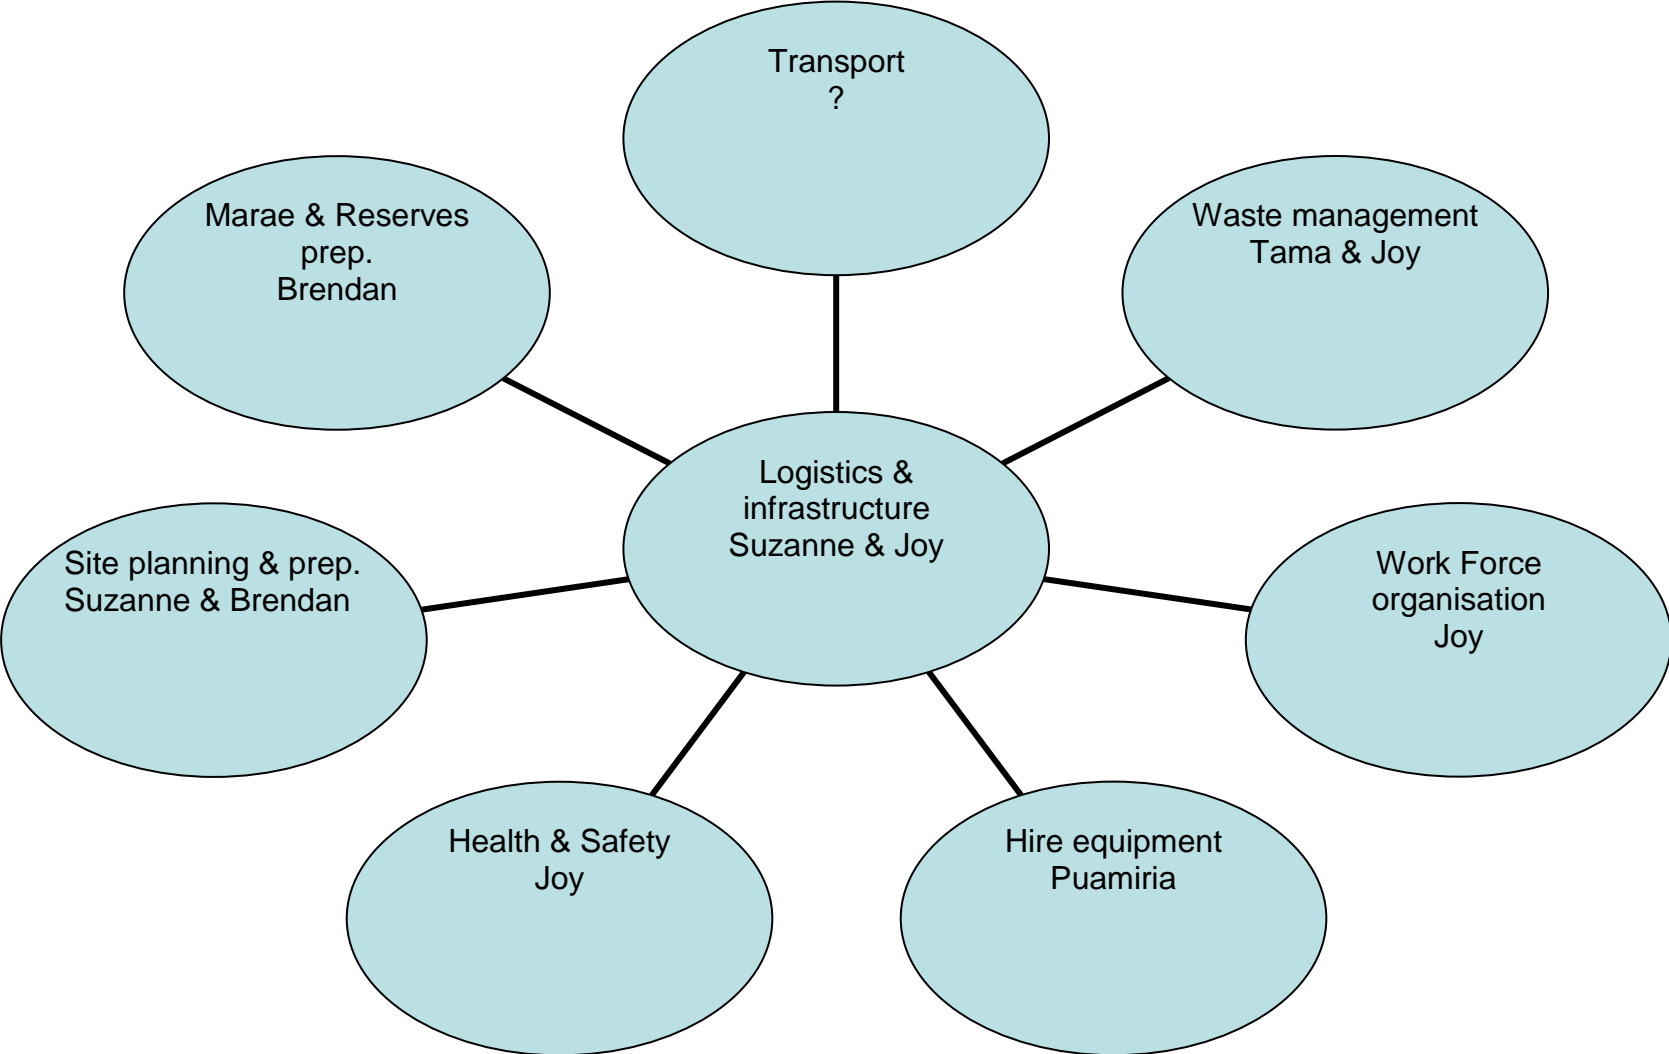 Transport
?
Marae & Reserves
prep.
Brendan
Waste management
Tama & Joy
Logistics &
infrastructure
Suzanne & Joy
Site planning & prep.
Suzanne & Brendan
Work Force
organisation
Joy
Health & Safety
Joy
Hire equipment
Puamiria